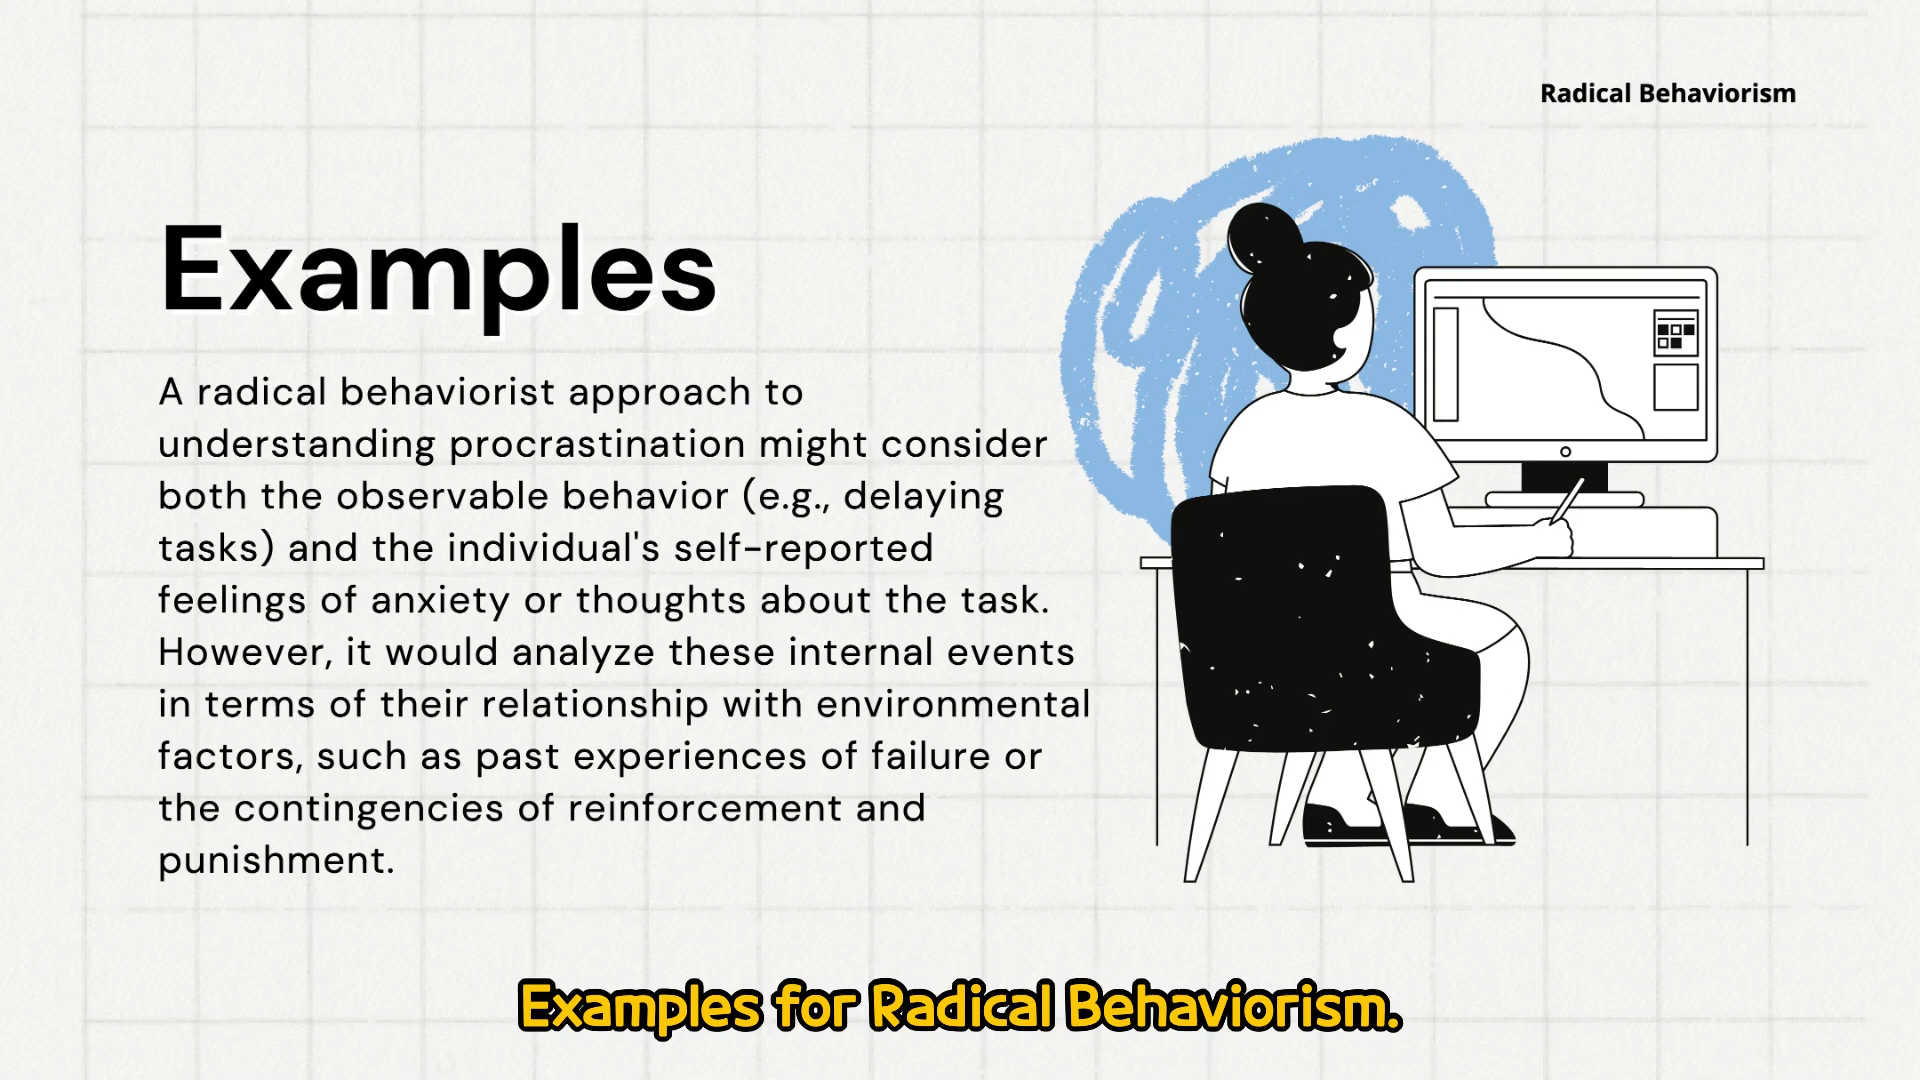 Radical Behaviorism
Examples
A radical behaviorist approach to
understanding procrastination might consider
both the observable behavior (e.g., delaying
tasks) and the individual's self-reported
feelings of anxiety or thoughts about the task.
However, it would analyze these internal events
in terms of their relationship with environmental
factors, such as past experiences of failure or
the contingencies of reinforcement and
punishment.
Examples for Radical Behaviorism.